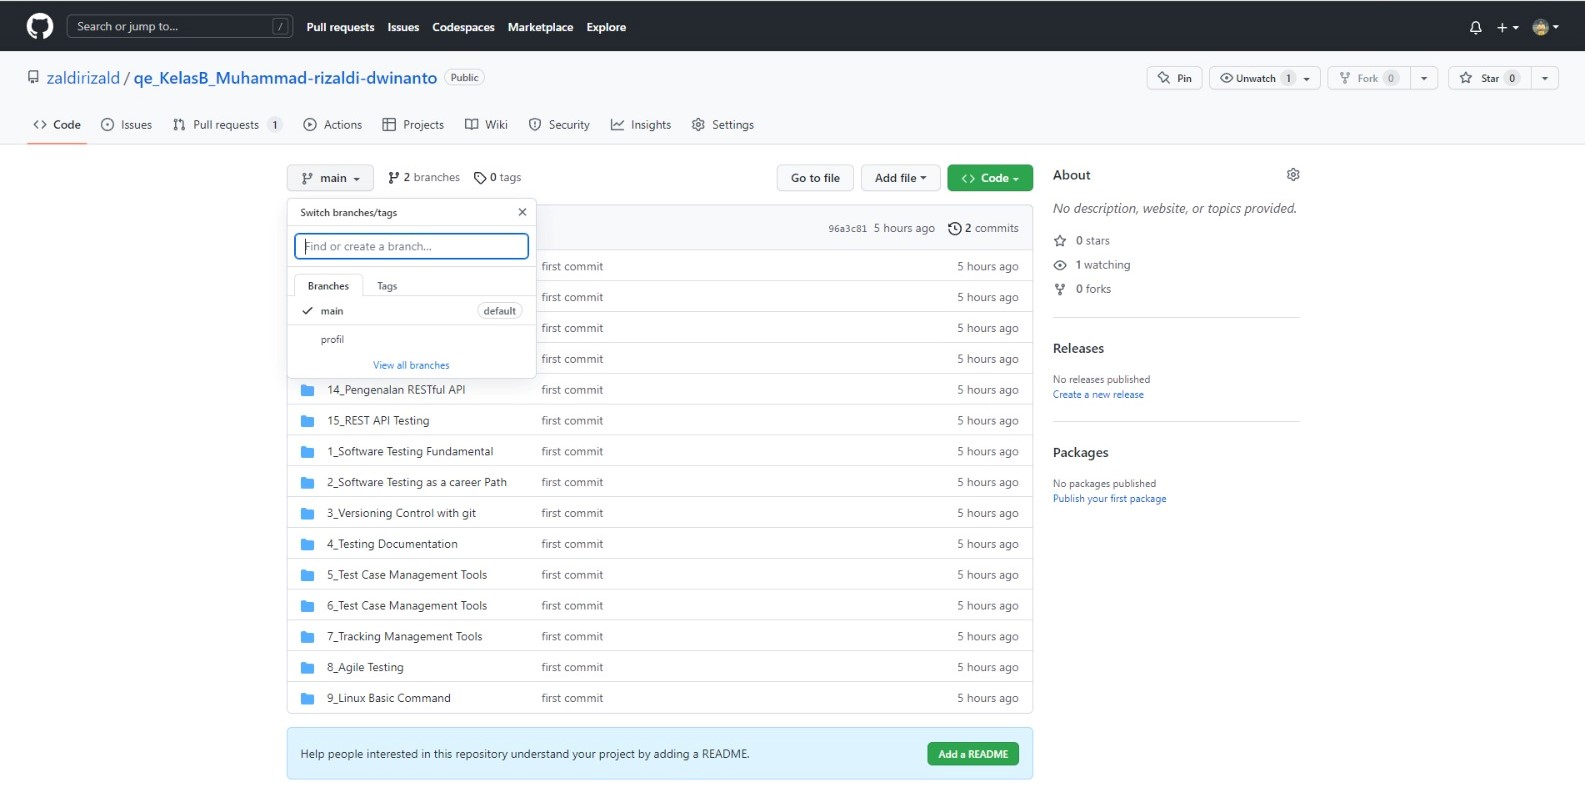 Search or jump to... /
Pull requests Issues Codespaces Marketplace Explore
zaldirizald / qe_KelasB_Muhammad-rizaldi-dwinanto Public
Pin Unwatch 1 Fork 0 Star 0
Code Issues Pull requests 1 Actions Projects Wiki Security Insights Settings
main 2 branches 0 tags Go to file Add file Code
Switch branches/tags
Find or create a branch...
Branches Tags
main default
profil
View all branches
96a3c81 5 hours ago 2 commits
first commit 5 hours ago
first commit 5 hours ago
first commit 5 hours ago
first commit 5 hours ago
14_Pengenalan RESTful API first commit 5 hours ago
15_REST API Testing first commit 5 hours ago
1_Software Testing Fundamental first commit 5 hours ago
2_Software Testing as a career Path first commit 5 hours ago
3_Versioning Control with git first commit 5 hours ago
4_Testing Documentation first commit 5 hours ago
5_Test Case Management Tools first commit 5 hours ago
6_Test Case Management Tools first commit 5 hours ago
7_Tracking Management Tools first commit 5 hours ago
8_Agile Testing first commit 5 hours ago
9_Linux Basic Command first commit 5 hours ago
Help people interested in this repository understand your project by adding a README. Add a README
About
No description, website, or topics provided.
0 stars
1 watching
0 forks
Releases
No releases published
Create a new release
Packages
No packages published
Publish your first package